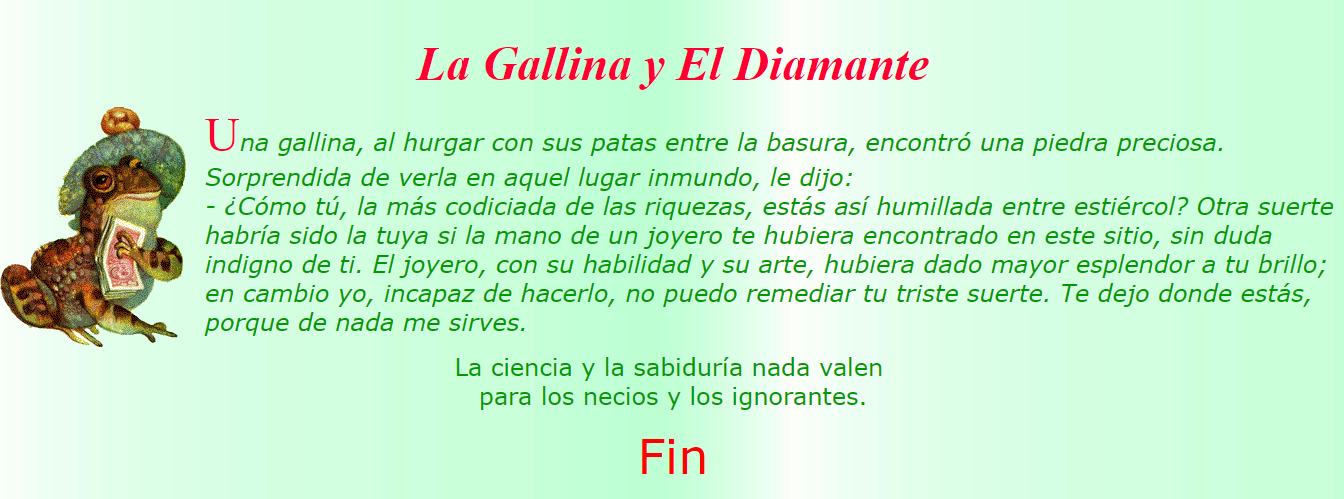 La Gallina y El Diamante
Una gallina, al hurgar con sus patas entre la basura, encontró una piedra preciosa.
Sorprendida de verla en aquel lugar inmundo, le dijo:
- ¿Cómo tú, la más codiciada de las riquezas, estás así humillada entre estiércol? Otra suerte
habría sido la tuya si la mano de un joyero te hubiera encontrado en este sitio, sin duda
indigno de ti. El joyero, con su habilidad y su arte, hubiera dado mayor esplendor a tu brillo;
en cambio yo, incapaz de hacerlo, no puedo remediar tu triste suerte. Te dejo donde estás,
porque de nada me sirves.
La ciencia y la sabiduría nada valen
para los necios y los ignorantes.
Fin